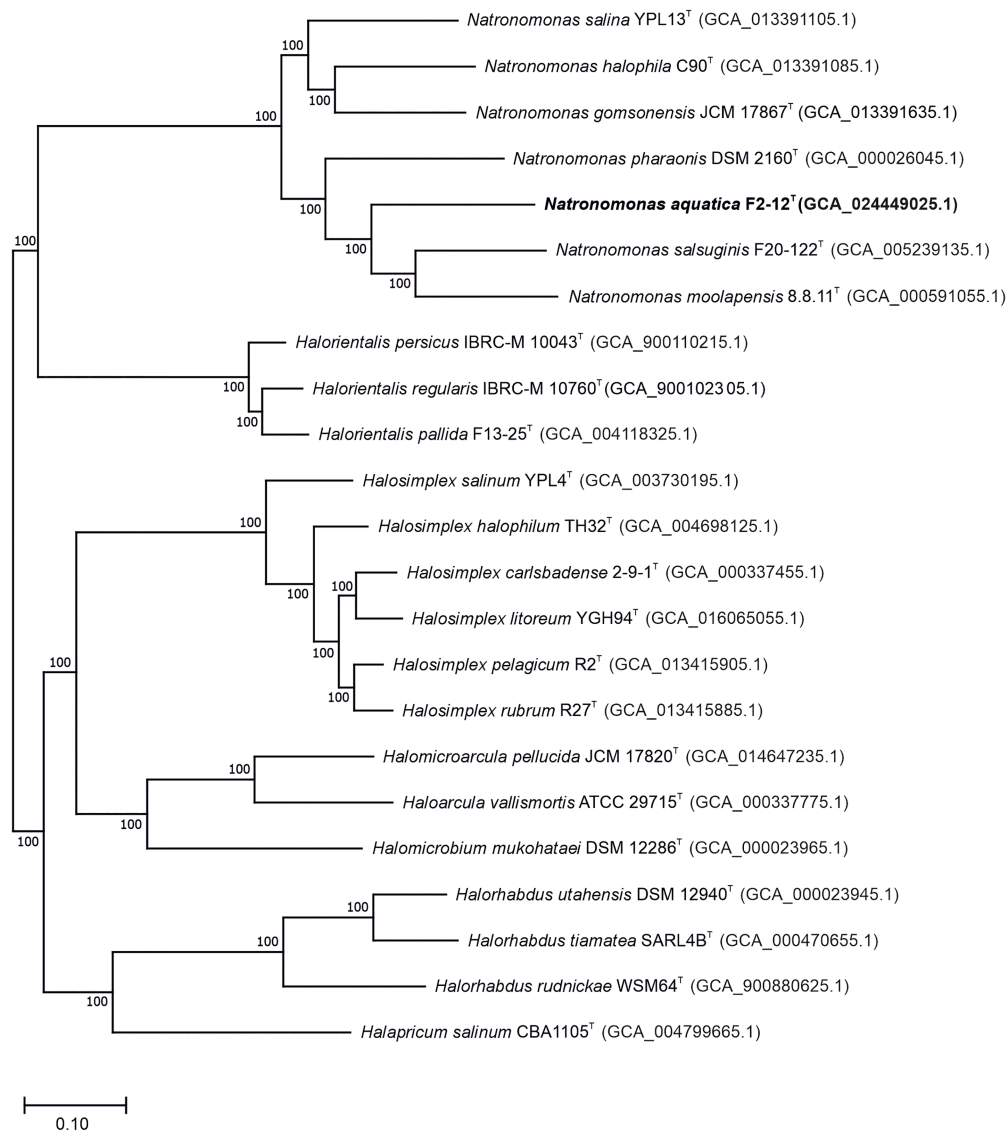 Natronomonas salina YPL13ᵀ (GCA_013391105.1)
100
Natronomonas halophila C90ᵀ (GCA_013391085.1)
100
Natronomonas gomsonensis JCM 17867ᵀ (GCA_013391635.1)
100
Natronomonas pharaonis DSM 2160ᵀ (GCA_000026045.1)
Natronomonas aquatica F2-12ᵀ(GCA_024449025.1)
100
100
Natronomonas salsuginis F20-122ᵀ (GCA_005239135.1)
100
100
Natronomonas moolapensis 8.8.11ᵀ (GCA_000591055.1)
Halorientalis persicus IBRC-M 10043ᵀ (GCA_900110215.1)
100
Halorientalis regularis IBRC-M 10760ᵀ(GCA_900102305.1)
100
Halorientalis pallida F13-25ᵀ (GCA_004118325.1)
Halosimplex salinum YPL4ᵀ (GCA_003730195.1)
100
Halosimplex halophilum TH32ᵀ (GCA_004698125.1)
Halosimplex carlsbadense 2-9-1ᵀ (GCA_000337455.1)
100
100
Halosimplex litoreum YGH94ᵀ (GCA_016065055.1)
100
Halosimplex pelagicum R2ᵀ (GCA_013415905.1)
100
100
Halosimplex rubrum R27ᵀ (GCA_013415885.1)
Halomicroarcula pellucida JCM 17820ᵀ (GCA_014647235.1)
100
Haloarcula vallismortis ATCC 29715ᵀ (GCA_000337775.1)
100
100
Halomicrobium mukohataei DSM 12286ᵀ (GCA_000023965.1)
Halorhabdus utahensis DSM 12940ᵀ (GCA_000023945.1)
100
Halorhabdus tiamatea SARL4Bᵀ (GCA_000470655.1)
100
Halorhabdus rudnickae WSM64ᵀ (GCA_900880625.1)
100
Halapricum salinum CBA1105ᵀ (GCA_004799665.1)
0.10